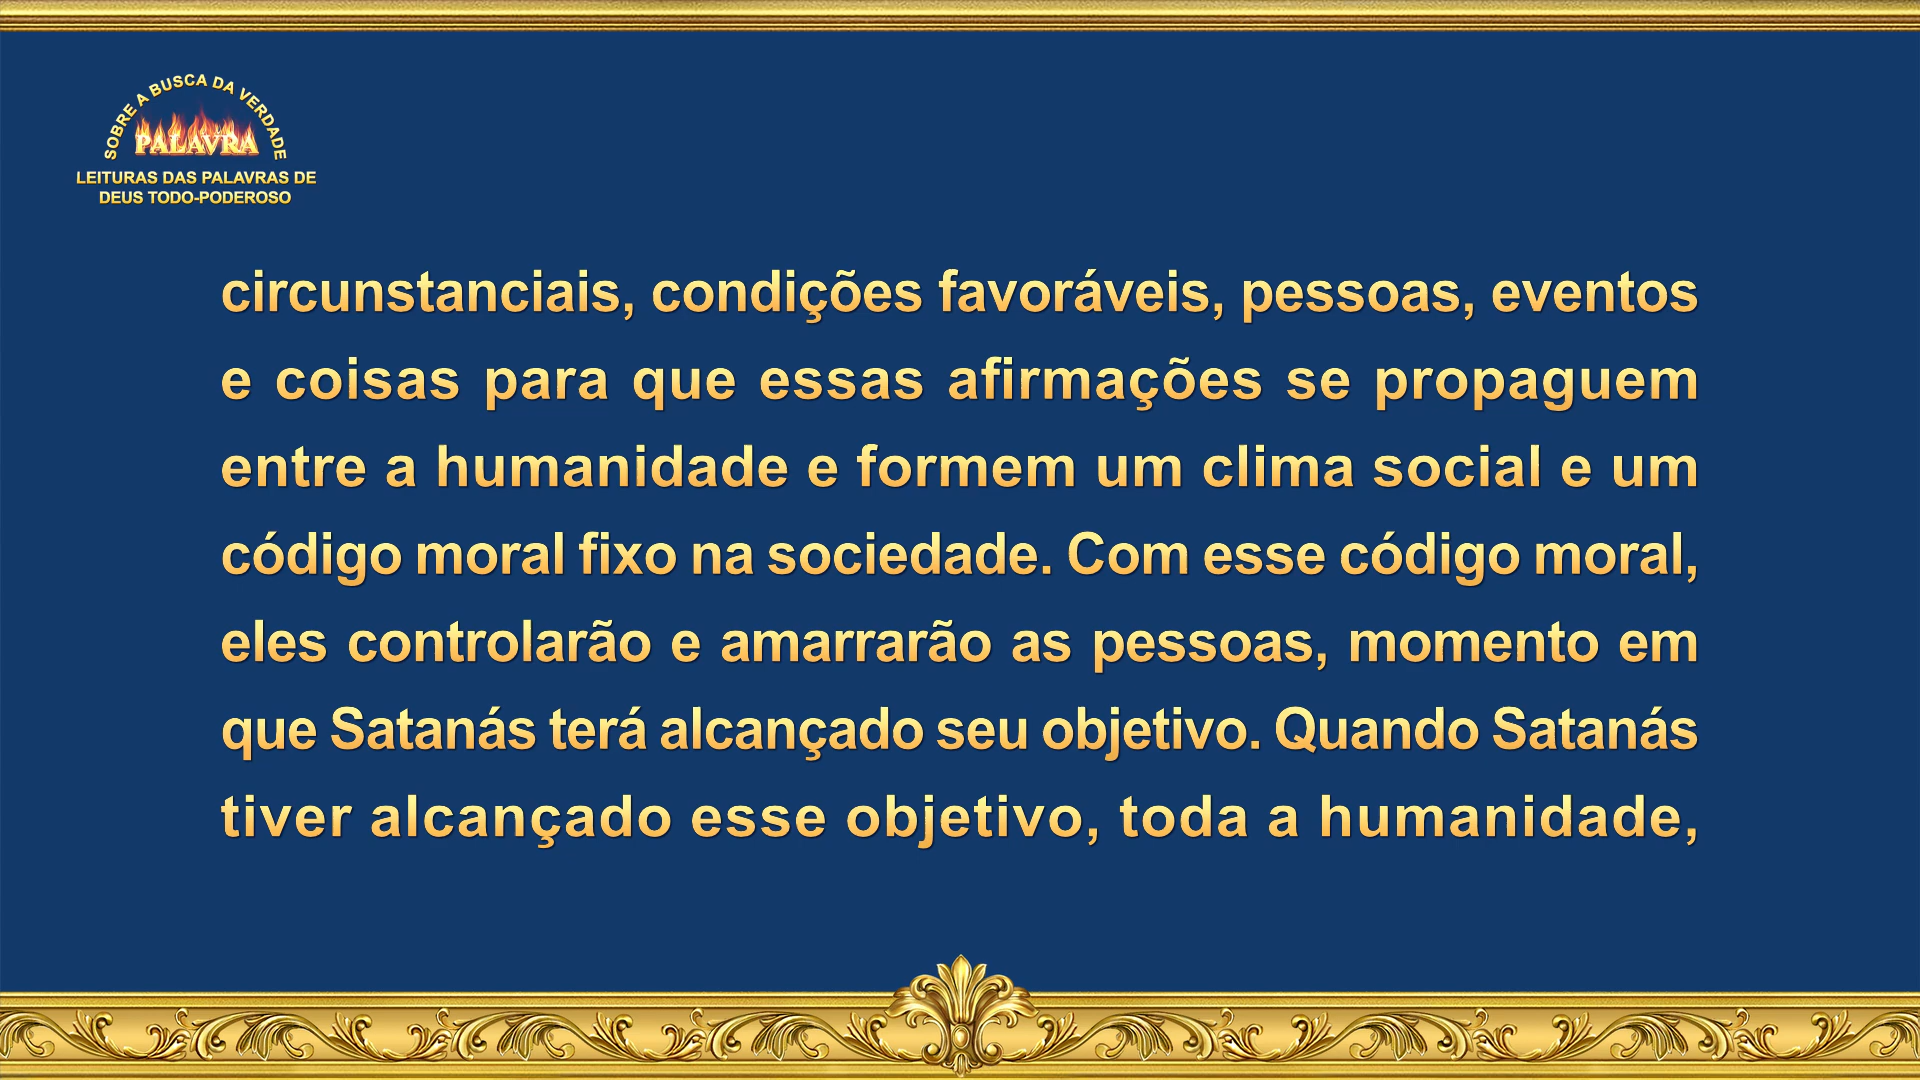 SOBRE A BUSCA DA VERDADE
PALAVRA
LEITURAS DAS PALAVRAS DE
DEUS TODO-PODEROSO
circunstanciais, condições favoráveis, pessoas, eventos
e coisas para que essas afirmações se propaguem
entre a humanidade e formem um clima social e um
código moral fixo na sociedade. Com esse código moral,
eles controlarão e amarrarão as pessoas, momento em
que Satanás terá alcançado seu objetivo. Quando Satanás
tiver alcançado esse objetivo, toda a humanidade,